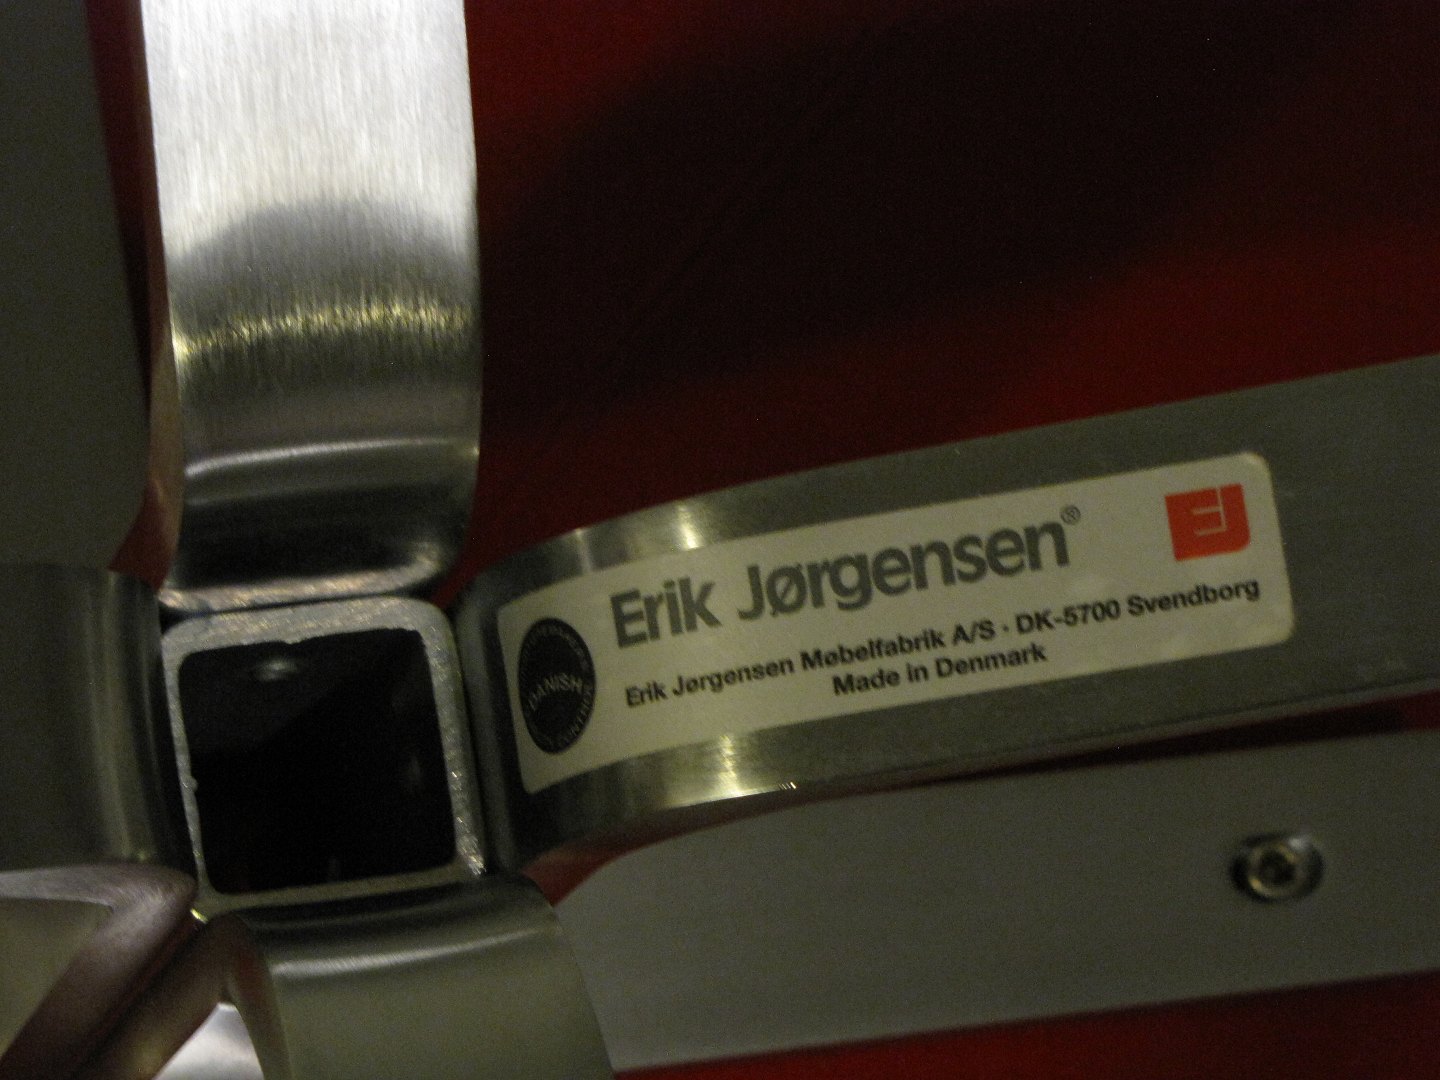 Erik Jørgensen®
EJ
Erik Jørgensen Møbelfabrik A/S · DK-5700 Svendborg
Made in Denmark
DANISH